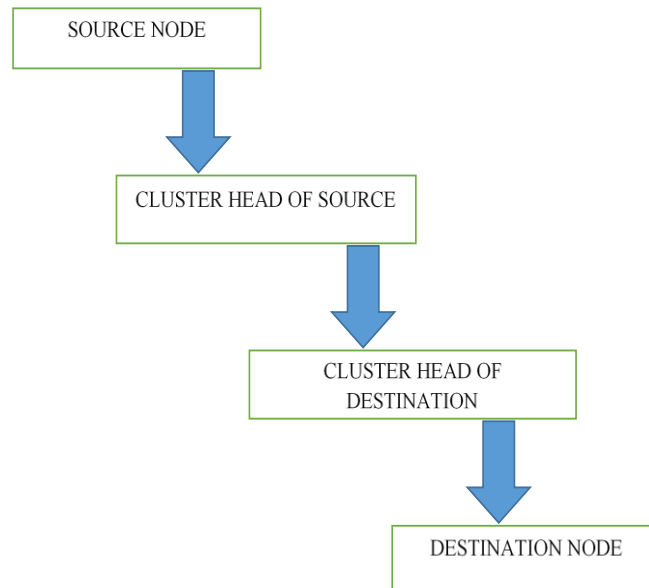 SOURCE NODE
CLUSTER HEAD OF SOURCE
CLUSTER HEAD OF
DESTINATION
DESTINATION NODE